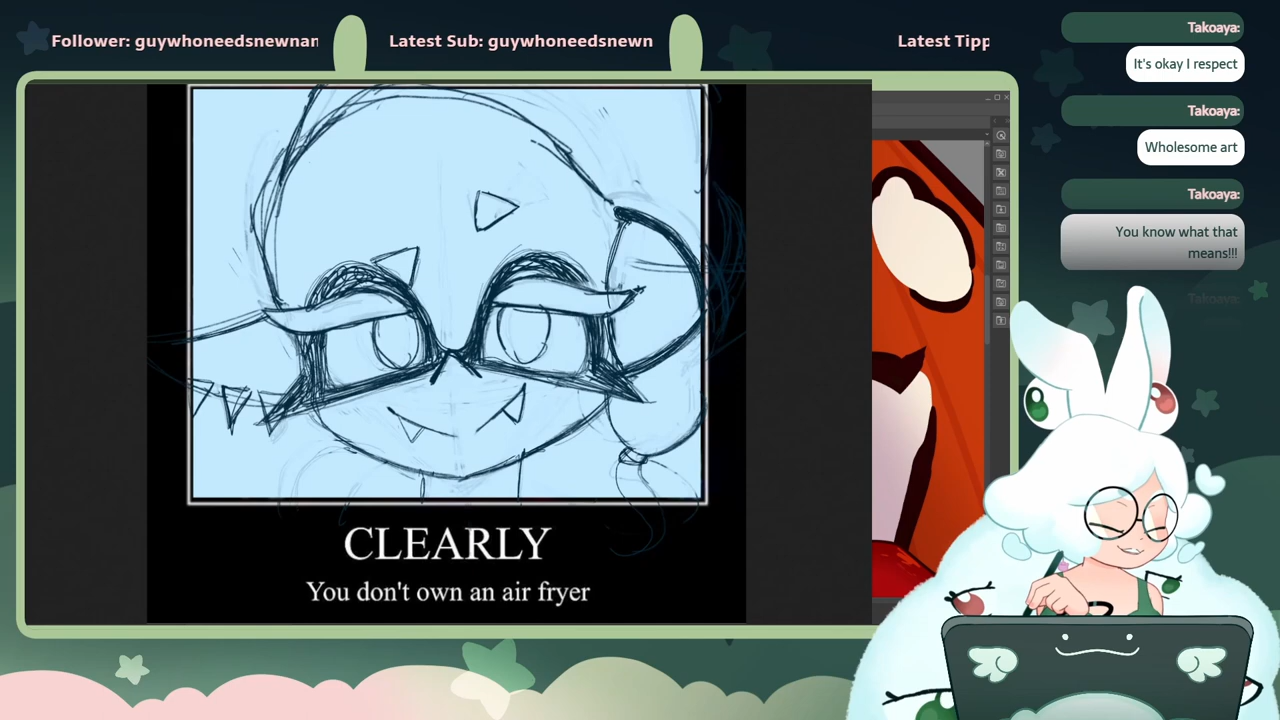 Follower: guywhoneedsnewnan
Latest Sub: guywhoneedsnewn
Latest Tipp
Takoaya:
It's okay I respect
Takoaya:
Wholesome art
Takoaya:
You know what that
means!!!
Takoaya:
CLEARLY
You don't own an air fryer